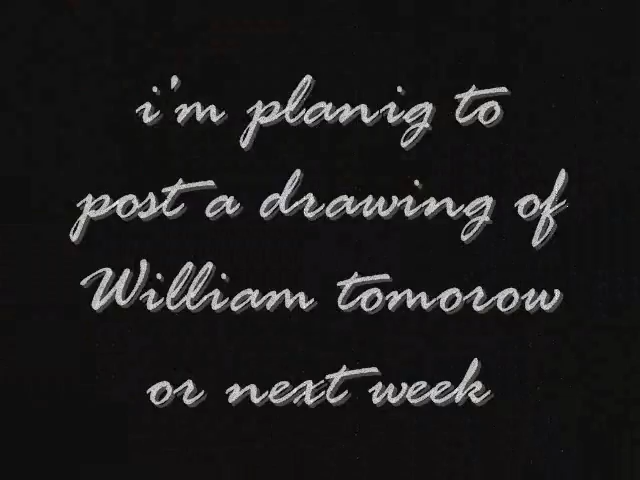 i'm planig to
post a drawing of
William tomorow
or next week